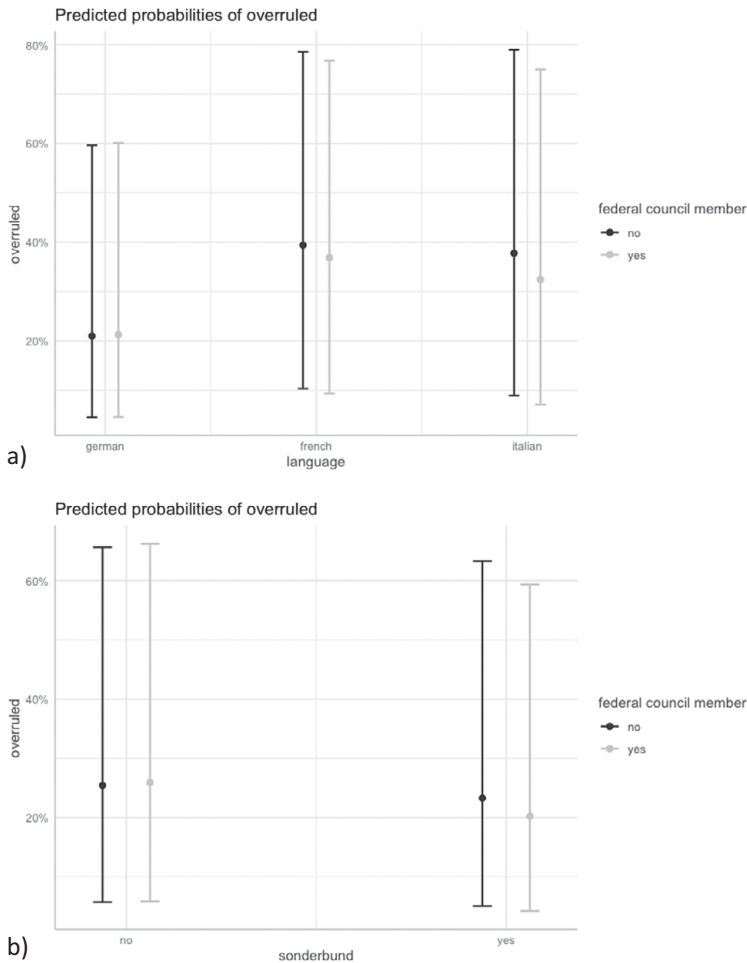 Predicted probabilities of overruled
80%
60%
40%
20%
overruled
german
french
italian
language
federal council member
no
yes
a)
Predicted probabilities of overruled
60%
40%
20%
overruled
no
yes
sonderbund
federal council member
no
yes
b)